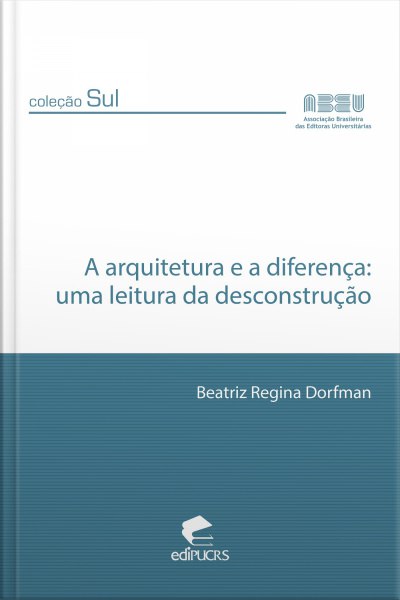 coleção Sul
ABEU
Associação Brasileira
das Editoras Universitárias
A arquitetura e a diferença:
uma leitura da desconstrução
Beatriz Regina Dorfman
ediPUCRS